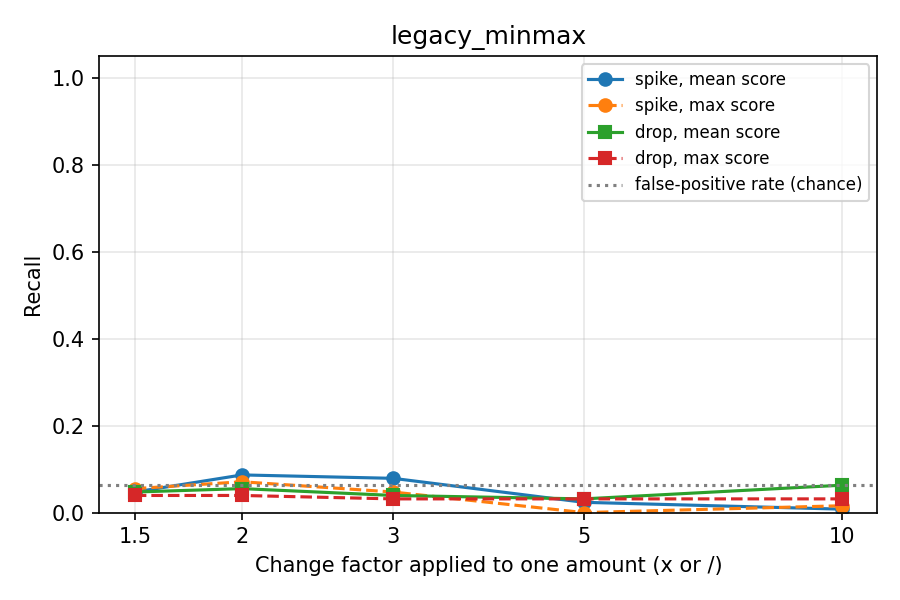 legacy_minmax
1.0
0.8
0.6
0.4
0.2
0.0
Recall
spike, mean score
spike, max score
drop, mean score
drop, max score
false-positive rate (chance)
1.5 2 3 5 10
Change factor applied to one amount (x or /)